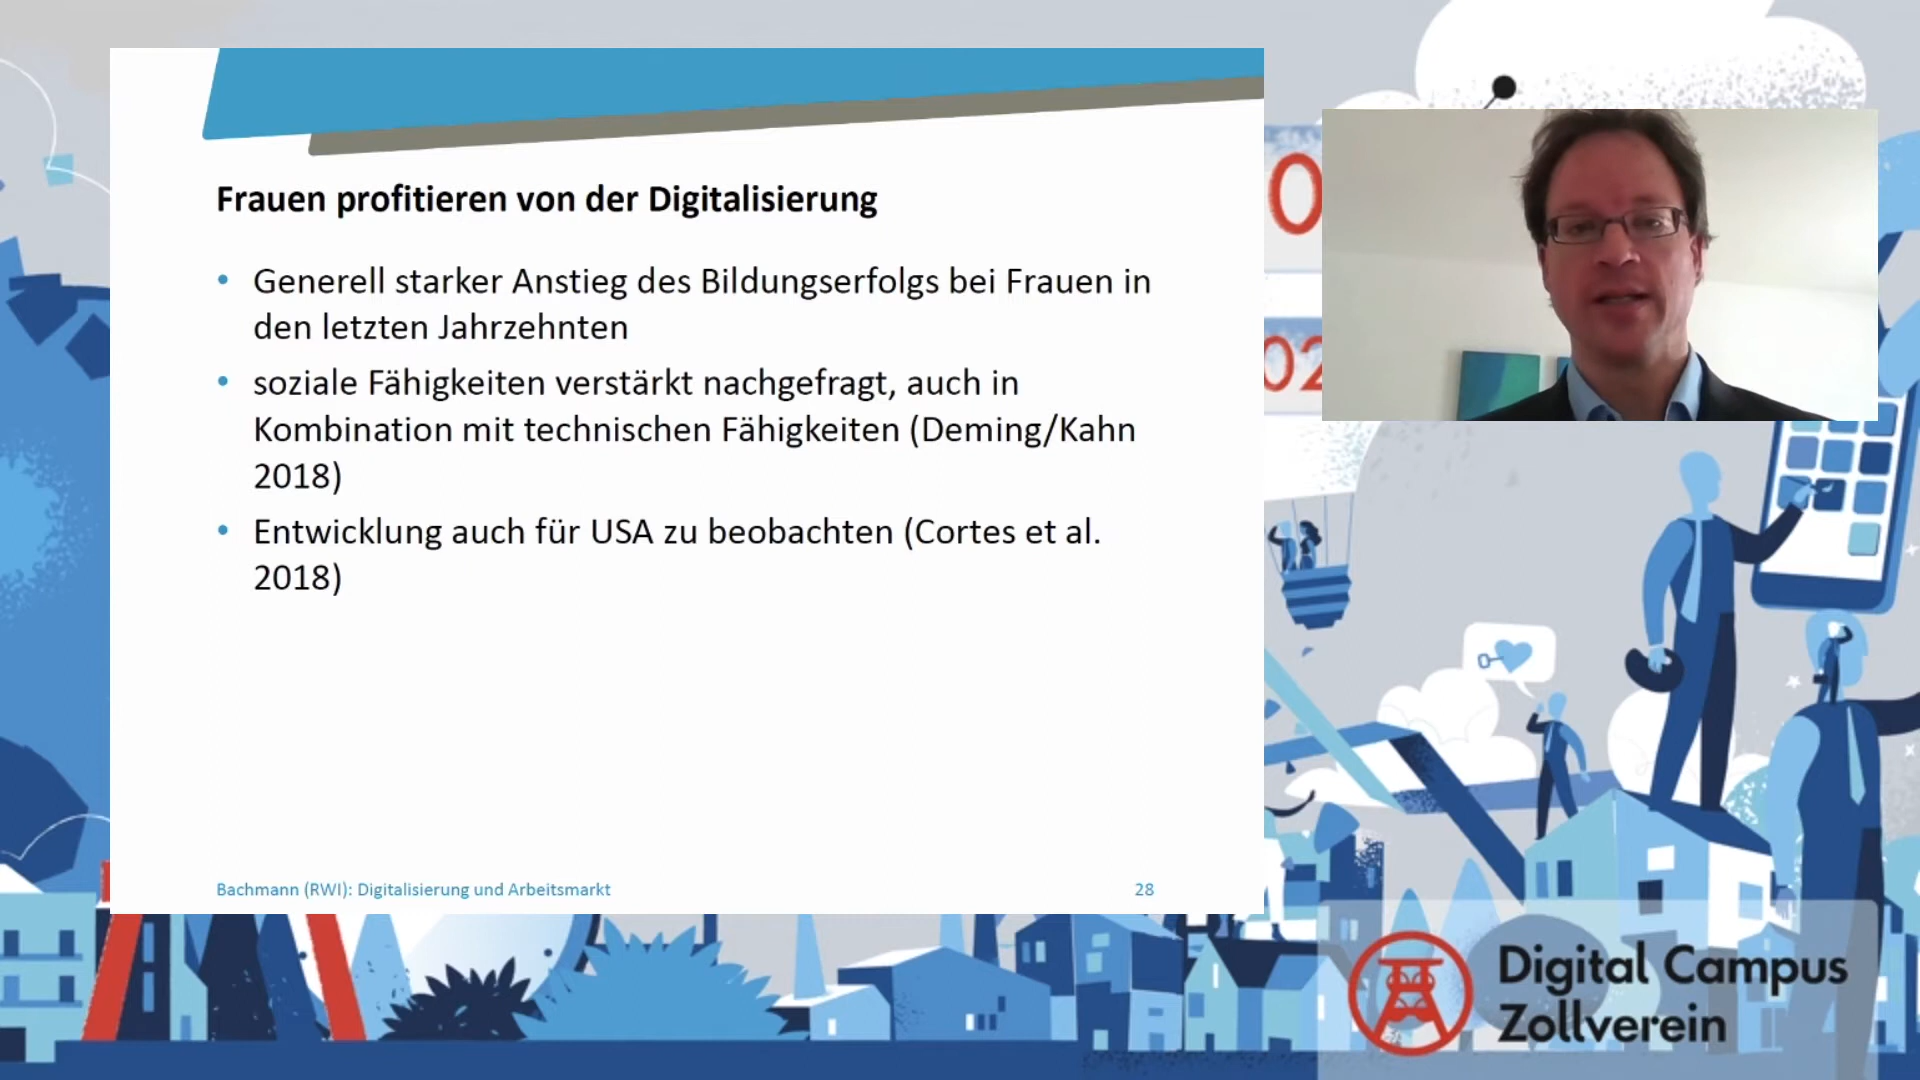 Frauen profitieren von der Digitalisierung
• Generell starker Anstieg des Bildungserfolgs bei Frauen in
den letzten Jahrzehnten
• soziale Fähigkeiten verstärkt nachgefragt, auch in
Kombination mit technischen Fähigkeiten (Deming/Kahn
2018)
• Entwicklung auch für USA zu beobachten (Cortes et al.
2018)
Bachmann (RWI): Digitalisierung und Arbeitsmarkt
28
Digital Campus
Zollverein